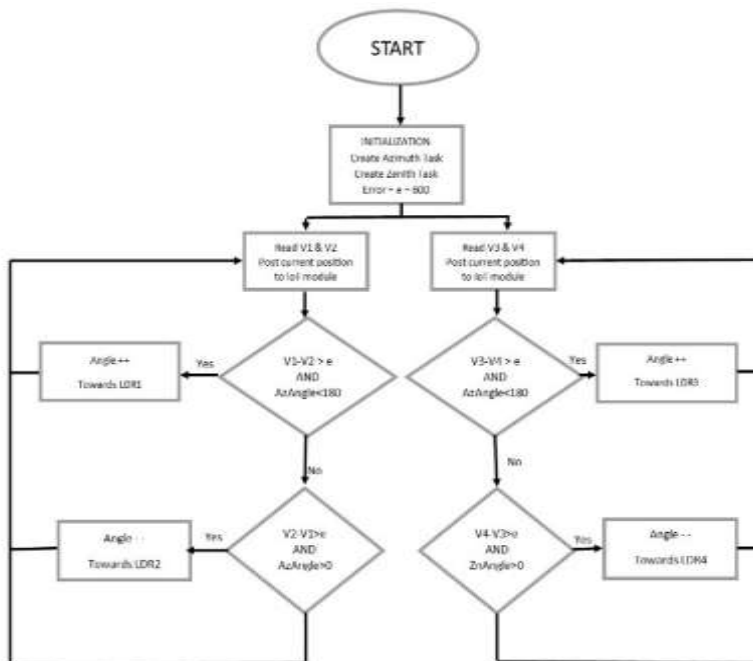 START
INITIALIZATION
Create Azimuth Task
Create Zenith Task
Error = e = 600
Read V1 & V2
Post current position
to IoT module
Read V3 & V4
Post current position
to IoT module
Angle ++
Towards LDR1
Yes
V1-V2 > e
AND
AzAngle<180
V3-V4 > e
AND
AzAngle<180
Yes
Angle ++
Towards LDR3
No
No
Angle - -
Towards LDR2
Yes
V2-V1>e
AND
AzAngle>0
V4-V3>e
AND
ZnAngle>0
Yes
Angle - -
Towards LDR4